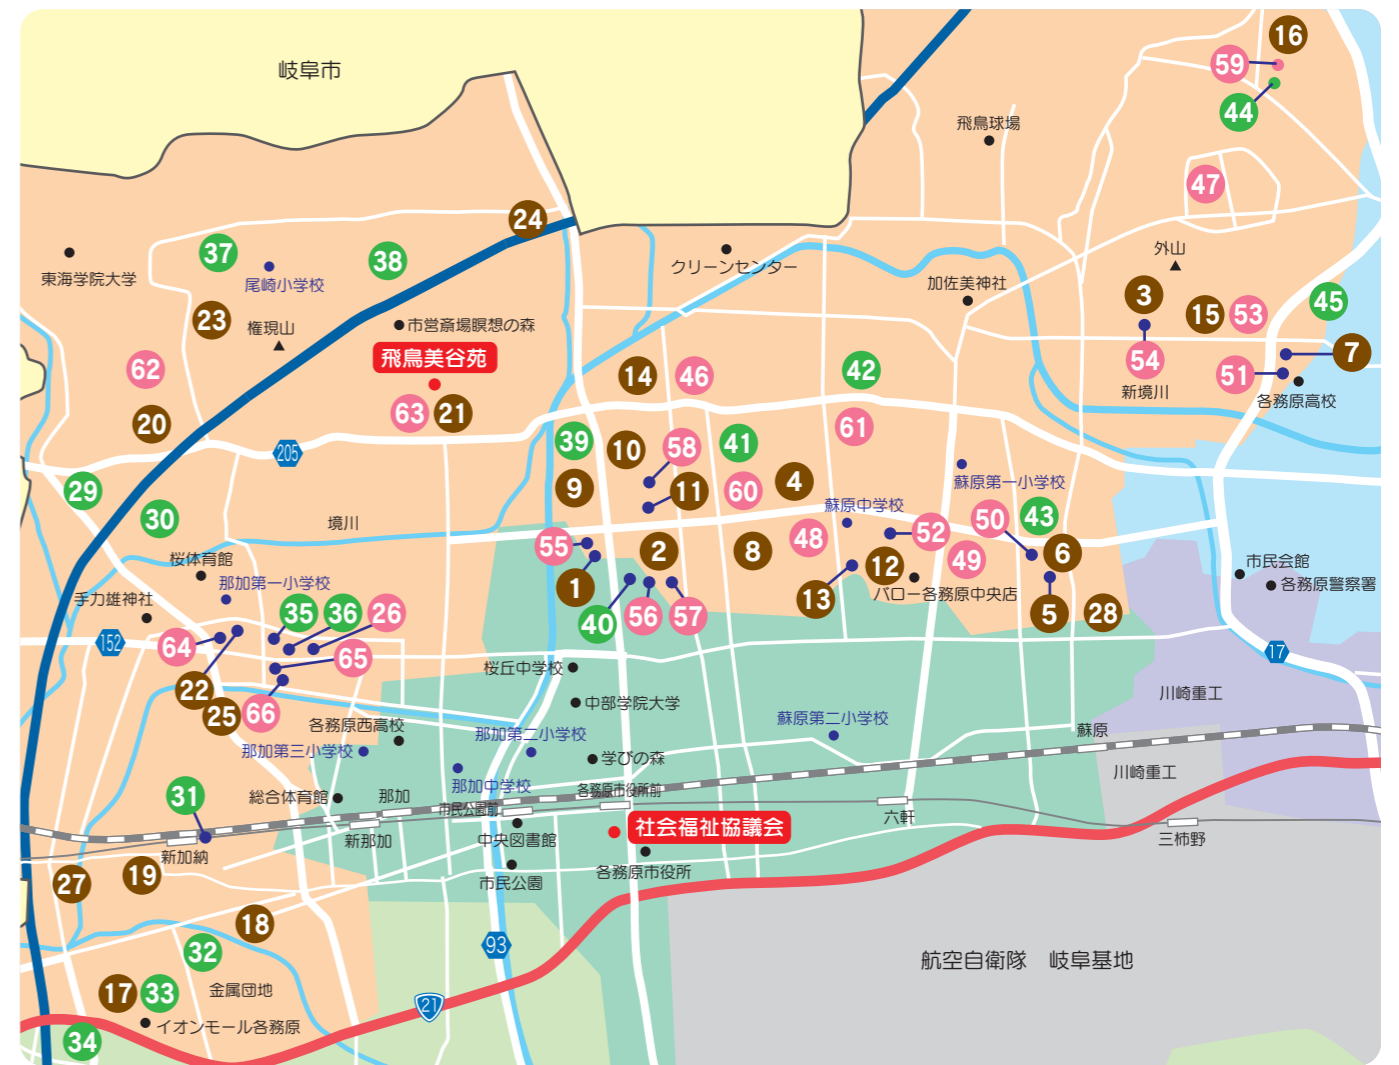 岐阜市
16
59
44
飛鳥球場
47
24
37
38
尾崎小学校
東海学院大学
クリーンセンター
加佐美神社
外山
3
15
53
45
23
権現山
市営斎場瞑想の森
飛鳥美谷苑
54
新境川
51
7
各務原高校
62
14
46
42
63
21
20
61
205
39
10
58
41
29
9
11
60
4
蘇原第一小学校
30
境川
蘇原中学校
50
43
55
2
8
48
52
49
6
桜体育館
1
13
12
バロー各務原中央店
市民会館
各務原警察署
那加第一小学校
手力雄神社
35
36
26
40
56
57
5
28
152
64
65
17
桜丘中学校
22
25
66
中部学院大学
川崎重工
各務原西高校
那加第二小学校
蘇原第二小学校
蘇原
那加第三小学校
学びの森
川崎重工
那加中学校
各務原市役所前
31
総合体育館
那加
市民公園前
六軒
新那加
中央図書館
社会福祉協議会
三柿野
新加納
27
19
市民公園
各務原市役所
18
32
93
航空自衛隊 岐阜基地
17
33
金属団地
21
イオンモール各務原
34